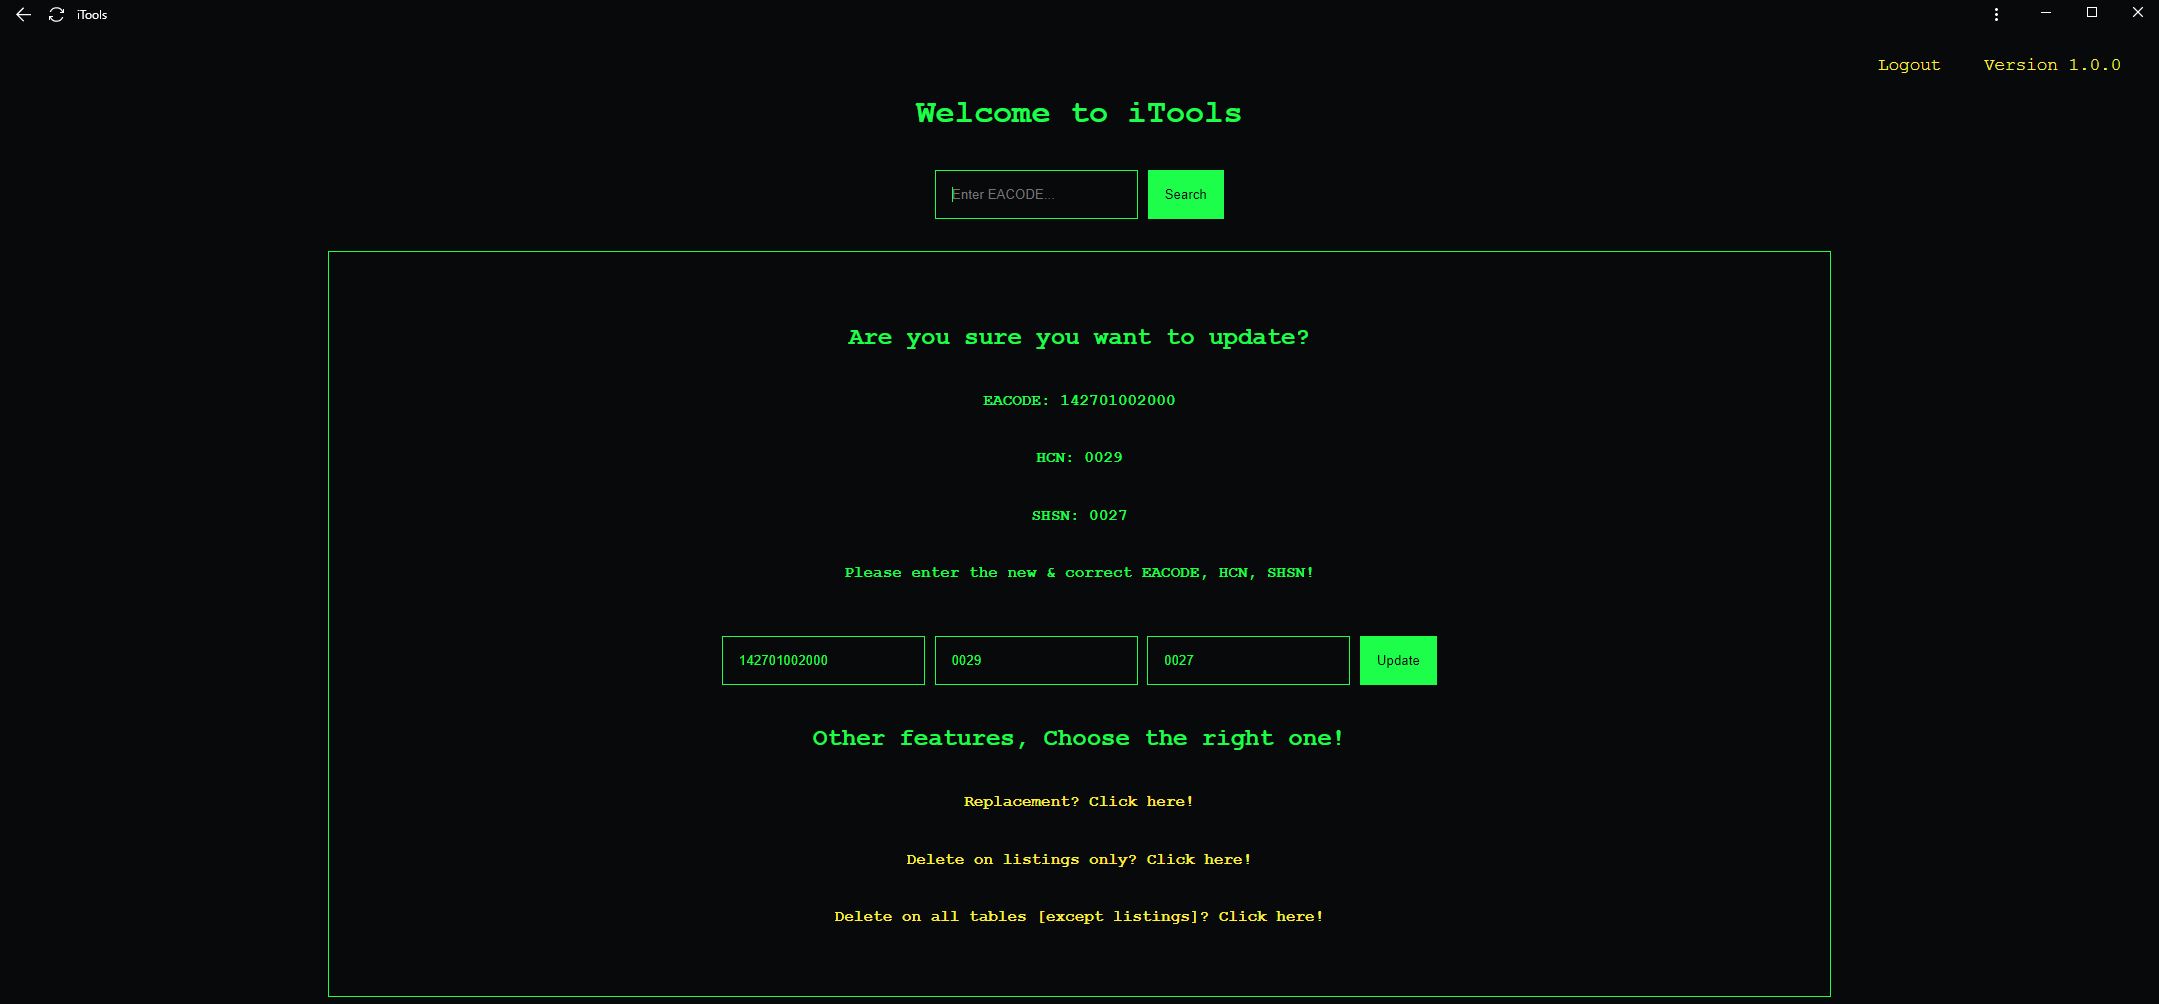 iTools
Logout Version 1.0.0
Welcome to iTools
Enter EACODE... Search
Are you sure you want to update?
EACODE: 142701002000
HCN: 0029
SHSN: 0027
Please enter the new & correct EACODE, HCN, SHSN!
142701002000 0029 0027 Update
Other features, Choose the right one!
Replacement? Click here!
Delete on listings only? Click here!
Delete on all tables [except listings]? Click here!